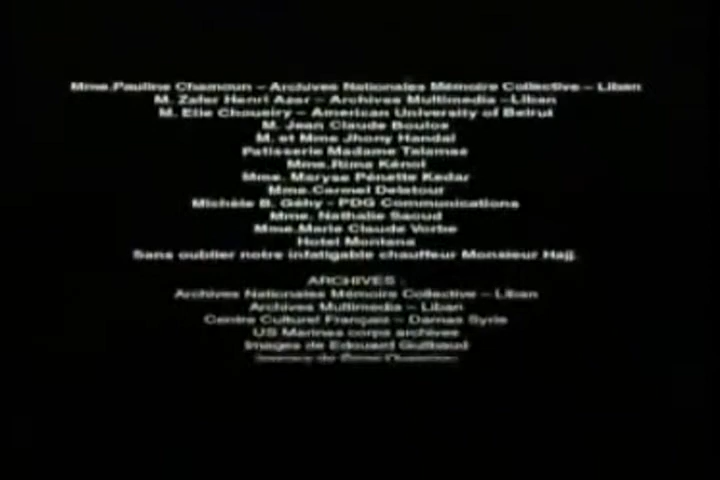 Mme.Pauline Chamoun – Archives Nationales Mémoire Collective – Liban
M. Zafer Henri Azar – Archives Multimedia –Liban
M. Elie Choueiry – American University of Beirut
M. Jean Claude Boulos
M. et Mme Jhony Handal
Patisserie Madame Talamas
Mme.Rima Kénol
Mme. Maryse Pénette Kedar
Mme.Carmel Delatour
Michèle B. Géhy - PDG Communications
Mme. Nathalie Saoud
Mme.Marie Claude Vorbe
Hotel Montana
Sans oublier notre infatigable chauffeur Monsieur Hajj.
ARCHIVES :
Archives Nationales Mémoire Collective – Liban
Archives Multimedia – Liban
Centre Culturel Français – Damas Syrie
US Marines corps archives
Images de Edouard Guilbaud
Images de